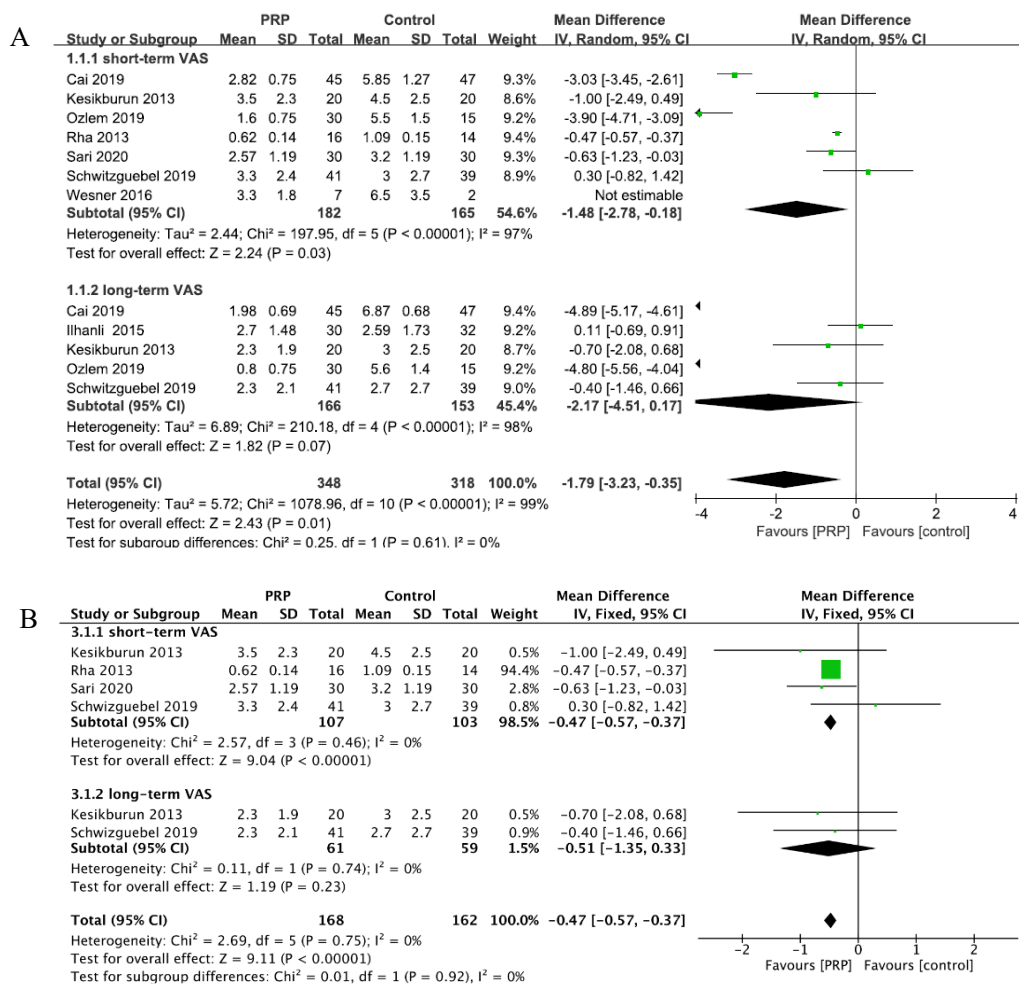 A
PRP Control Mean Difference Mean Difference
Study or Subgroup Mean SD Total Mean SD Total Weight IV, Random, 95% CI IV, Random, 95% CI
1.1.1 short-term VAS
Cai 2019 2.82 0.75 45 5.85 1.27 47 9.3% -3.03 [-3.45, -2.61]
Kesikburun 2013 3.5 2.3 20 4.5 2.5 20 8.6% -1.00 [-2.49, 0.49]
Ozlem 2019 1.6 0.75 30 5.5 1.5 15 9.2% -3.90 [-4.71, -3.09]
Rha 2013 0.62 0.14 16 1.09 0.15 14 9.4% -0.47 [-0.57, -0.37]
Sari 2020 2.57 1.19 30 3.2 1.19 30 9.3% -0.63 [-1.23, -0.03]
Schwitzguebel 2019 3.3 2.4 41 3 2.7 39 8.9% 0.30 [-0.82, 1.42]
Wesner 2016 3.3 1.8 7 6.5 3.5 2 Not estimable
Subtotal (95% CI) 182 165 54.6% -1.48 [-2.78, -0.18]
Heterogeneity: Tau² = 2.44; Chi² = 197.95, df = 5 (P < 0.00001); I² = 97%
Test for overall effect: Z = 2.24 (P = 0.03)
1.1.2 long-term VAS
Cai 2019 1.98 0.69 45 6.87 0.68 47 9.4% -4.89 [-5.17, -4.61]
Ilhanli 2015 2.7 1.48 30 2.59 1.73 32 9.2% 0.11 [-0.69, 0.91]
Kesikburun 2013 2.3 1.9 20 3 2.5 20 8.7% -0.70 [-2.08, 0.68]
Ozlem 2019 0.8 0.75 30 5.6 1.4 15 9.2% -4.80 [-5.56, -4.04]
Schwitzguebel 2019 2.3 2.1 41 2.7 2.7 39 9.0% -0.40 [-1.46, 0.66]
Subtotal (95% CI) 166 153 45.4% -2.17 [-4.51, 0.17]
Heterogeneity: Tau² = 6.89; Chi² = 210.18, df = 4 (P < 0.00001); I² = 98%
Test for overall effect: Z = 1.82 (P = 0.07)
Total (95% CI) 348 318 100.0% -1.79 [-3.23, -0.35]
Heterogeneity: Tau² = 5.72; Chi² = 1078.96, df = 10 (P < 0.00001); I² = 99%
Test for overall effect: Z = 2.43 (P = 0.01)
Test for subgroup differences: Chi² = 0.25, df = 1 (P = 0.61), I² = 0%
-4 -2 0 2 4
Favours [PRP] Favours [control]
B
PRP Control Mean Difference Mean Difference
Study or Subgroup Mean SD Total Mean SD Total Weight IV, Fixed, 95% CI IV, Fixed, 95% CI
3.1.1 short-term VAS
Kesikburun 2013 3.5 2.3 20 4.5 2.5 20 0.5% -1.00 [-2.49, 0.49]
Rha 2013 0.62 0.14 16 1.09 0.15 14 94.4% -0.47 [-0.57, -0.37]
Sari 2020 2.57 1.19 30 3.2 1.19 30 2.8% -0.63 [-1.23, -0.03]
Schwizguebel 2019 3.3 2.4 41 3 2.7 39 0.8% 0.30 [-0.82, 1.42]
Subtotal (95% CI) 107 103 98.5% -0.47 [-0.57, -0.37]
Heterogeneity: Chi² = 2.57, df = 3 (P = 0.46); I² = 0%
Test for overall effect: Z = 9.04 (P < 0.00001)
3.1.2 long-term VAS
Kesikburun 2013 2.3 1.9 20 3 2.5 20 0.5% -0.70 [-2.08, 0.68]
Schwizguebel 2019 2.3 2.1 41 2.7 2.7 39 0.9% -0.40 [-1.46, 0.66]
Subtotal (95% CI) 61 59 1.5% -0.51 [-1.35, 0.33]
Heterogeneity: Chi² = 0.11, df = 1 (P = 0.74); I² = 0%
Test for overall effect: Z = 1.19 (P = 0.23)
Total (95% CI) 168 162 100.0% -0.47 [-0.57, -0.37]
Heterogeneity: Chi² = 2.69, df = 5 (P = 0.75); I² = 0%
Test for overall effect: Z = 9.11 (P < 0.00001)
Test for subgroup differences: Chi² = 0.01, df = 1 (P = 0.92), I² = 0%
-2 -1 0 1 2
Favours [PRP] Favours [control]